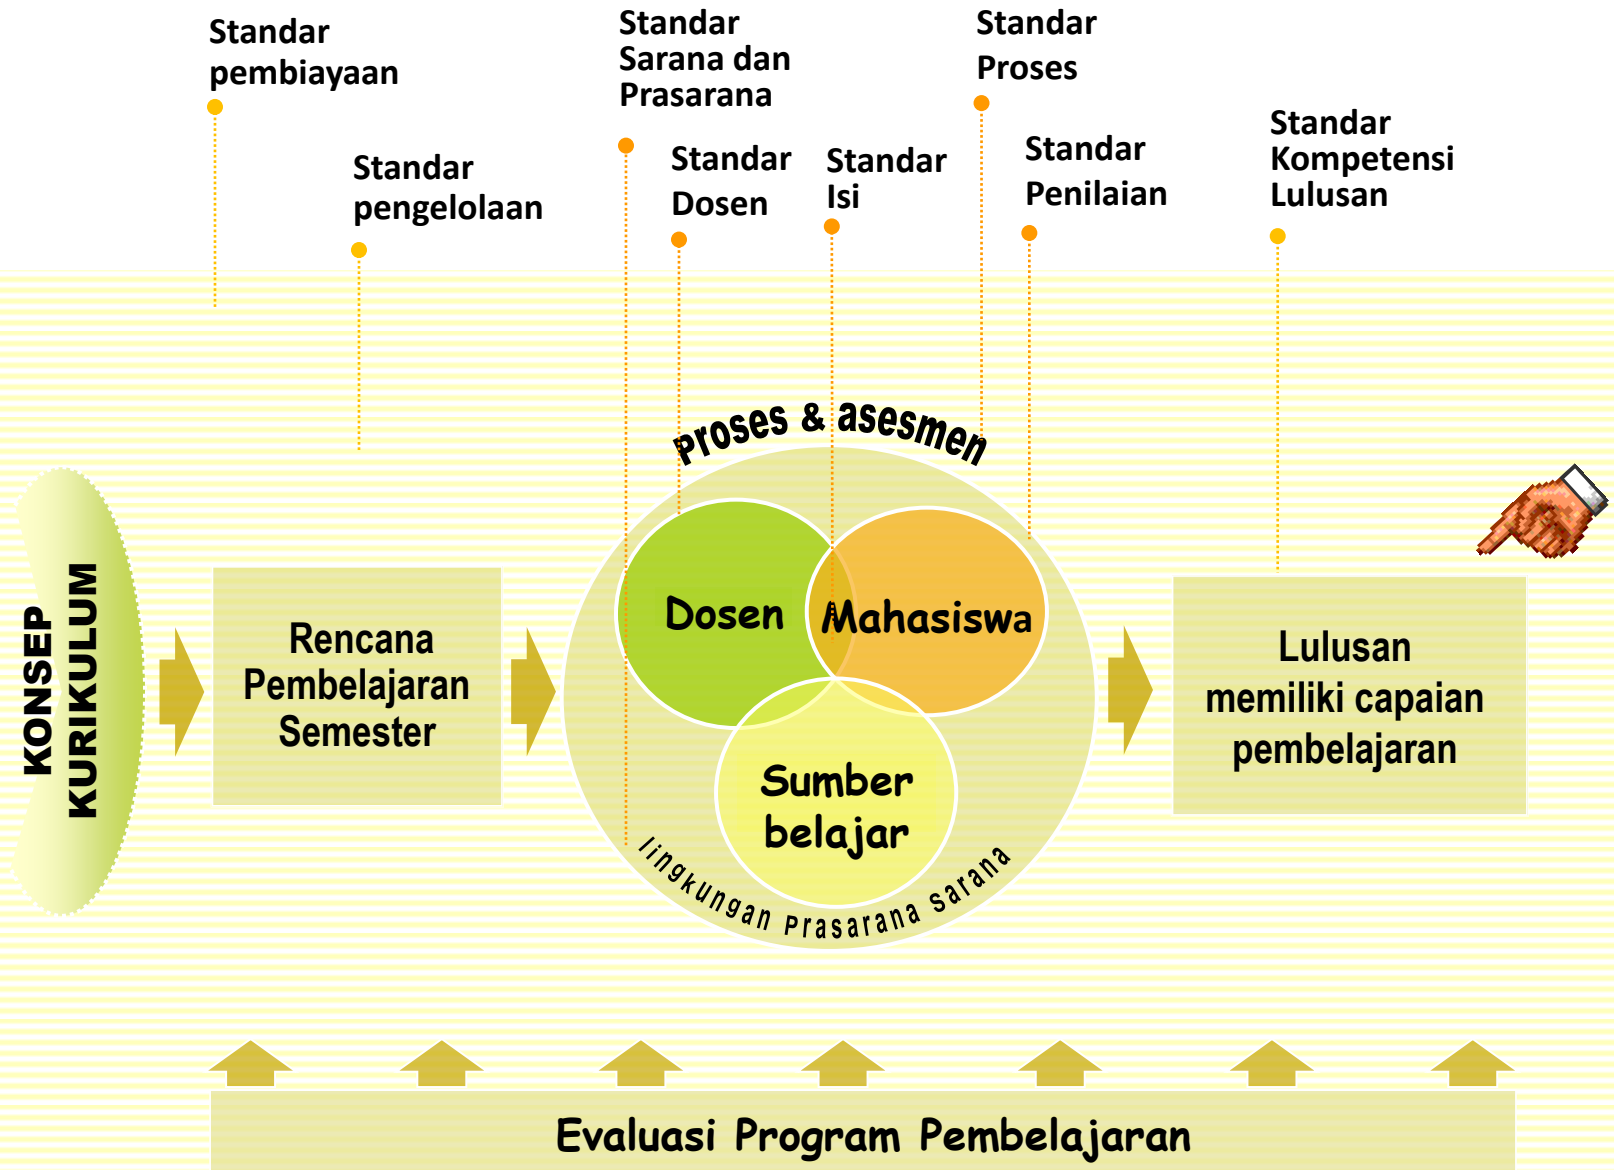 Standar
pembiayaan
Standar
pengelolaan
Standar
Sarana dan
Prasarana
Standar
Dosen
Standar
Isi
Standar
Proses
Standar
Penilaian
Standar
Kompetensi
Lulusan
KONSEP
KURIKULUM
Rencana
Pembelajaran
Semester
Proses & asesmen
Dosen
Mahasiswa
Sumber
belajar
lingkungan Prasarana Sarana
Lulusan
memiliki capaian
pembelajaran
Evaluasi Program Pembelajaran